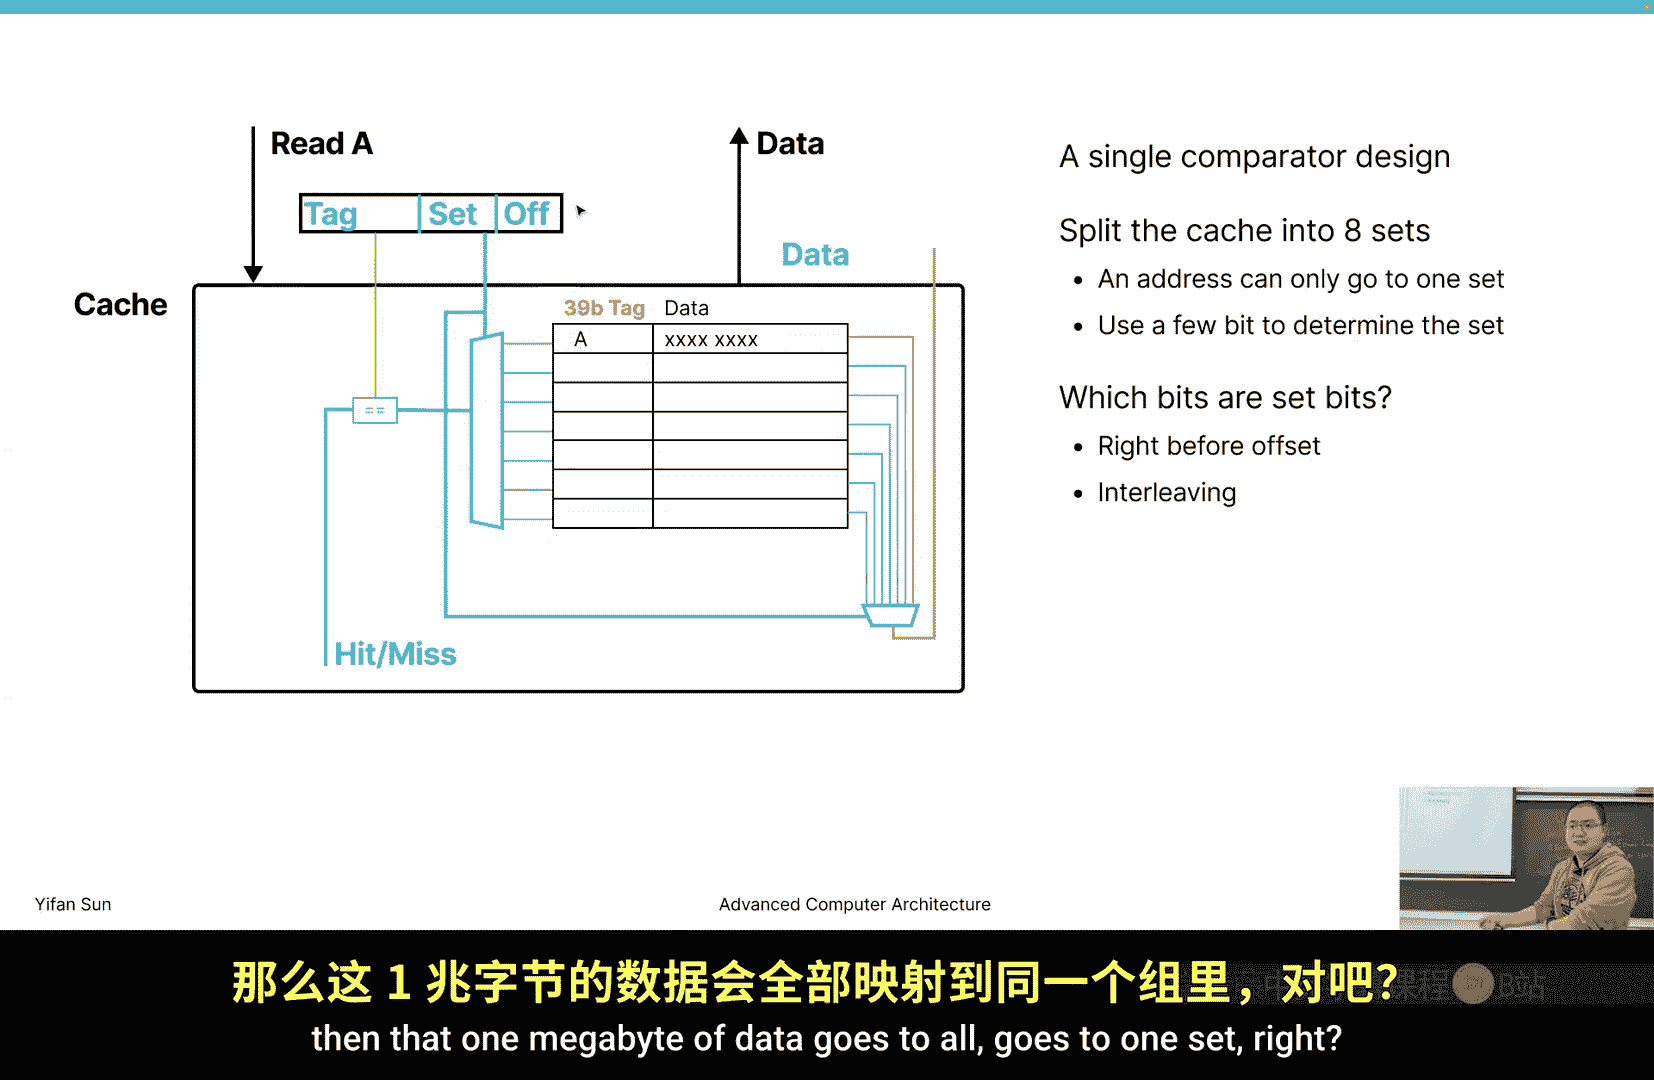 Read A
Data
A single comparator design
Tag Set Off
Split the cache into 8 sets
Data
• An address can only go to one set
Cache
39b Tag Data
• Use a few bit to determine the set
A xxxx xxxx
Which bits are set bits?
==
• Right before offset
• Interleaving
Hit/Miss
Yifan Sun
Advanced Computer Architecture
那么这 1 兆字节的数据会全部映射到同一个组里，对吧？
then that one megabyte of data goes to all, goes to one set, right?